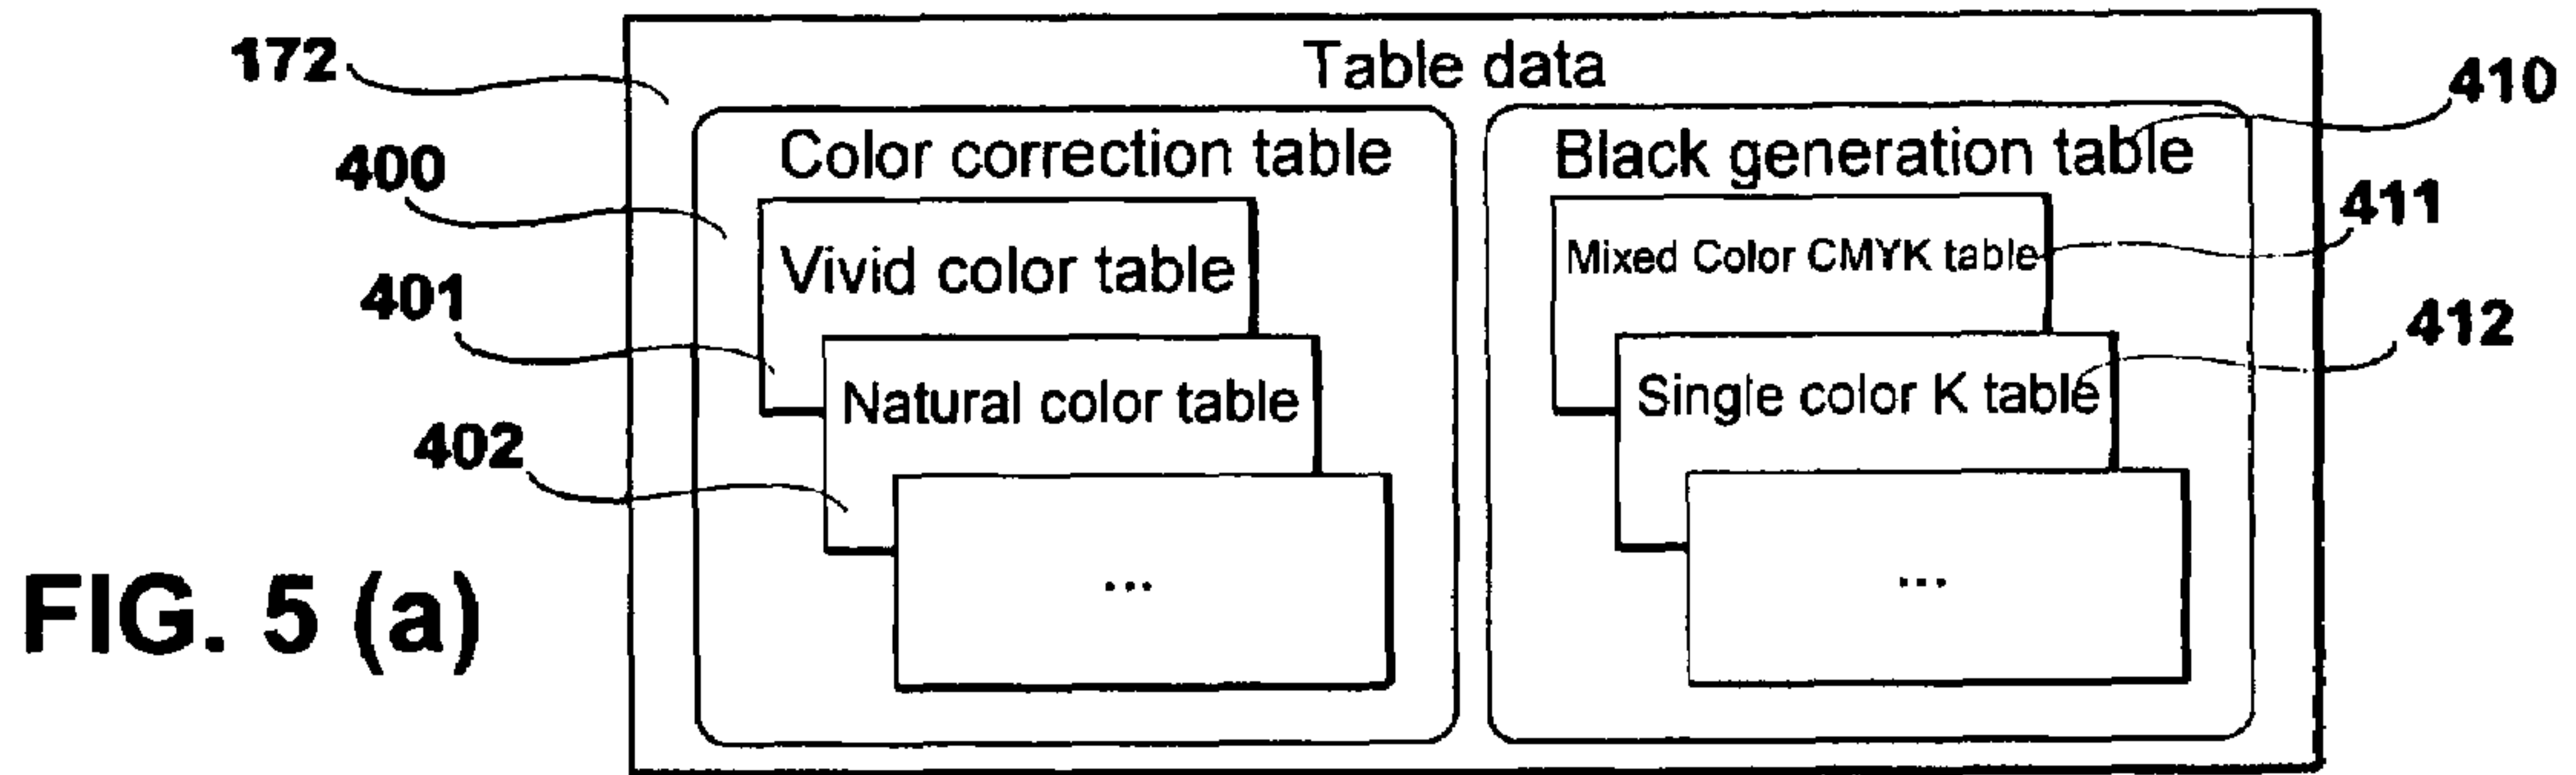 172
Table data
410
400
Color correction table
Black generation table
411
401
Vivid color table
Mixed Color CMYK table
412
402
Natural color table
Single color K table
...
...
FIG. 5 (a)